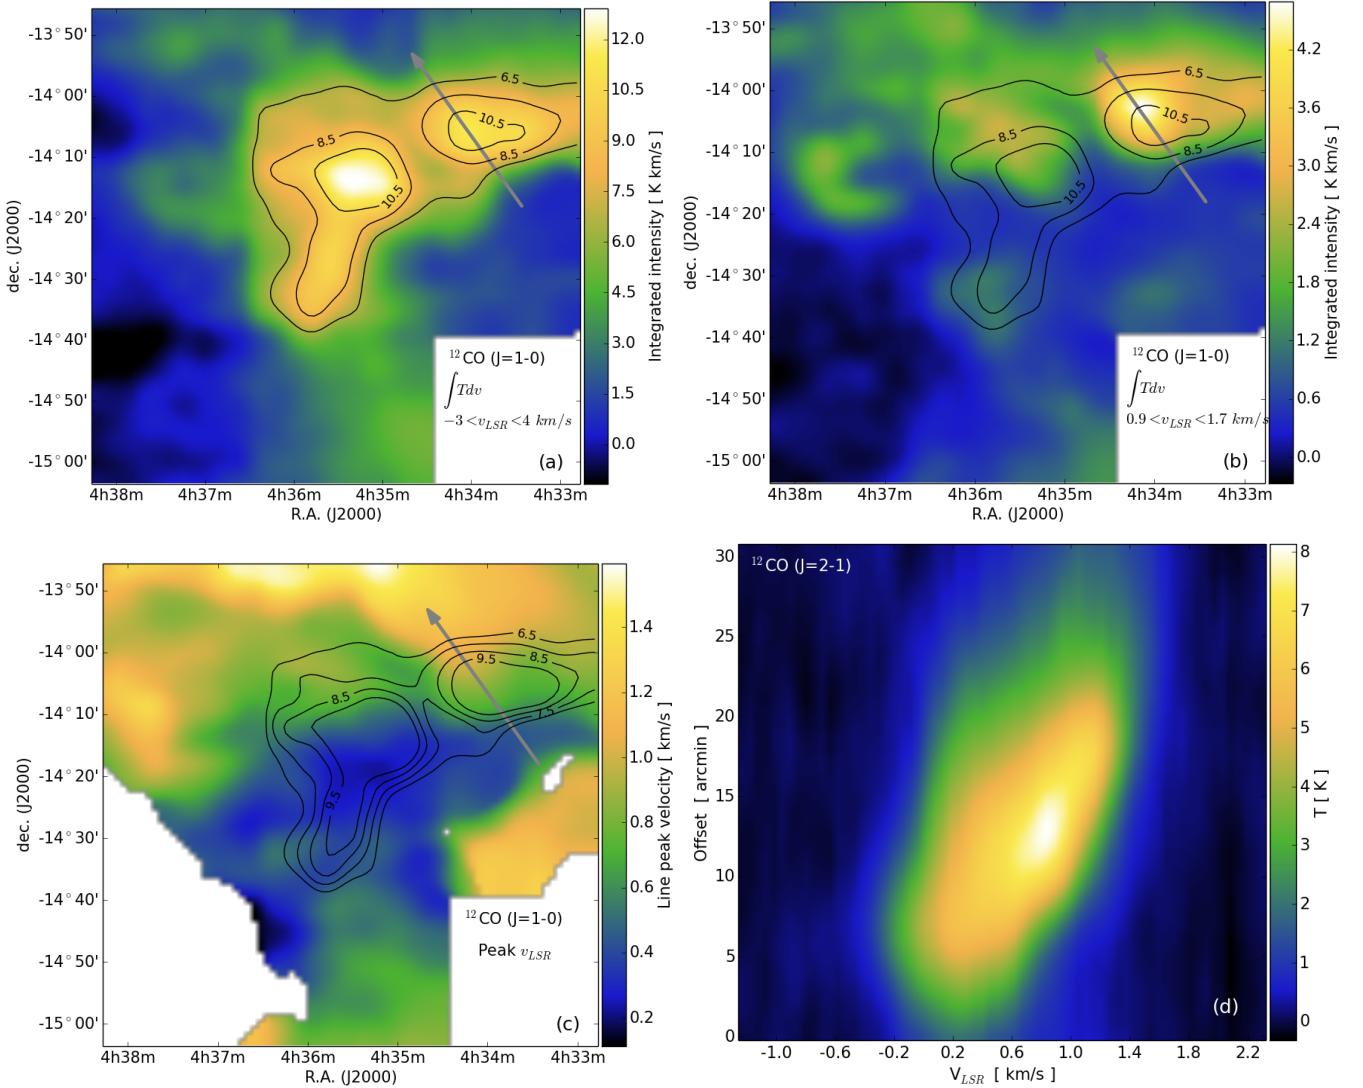 -13°50'
-14°00'
-14°10'
-14°20'
-14°30'
-14°40'
-14°50'
-15°00'
dec. (J2000)
6.5
8.5
10.5
8.5
10.5
¹²CO (J=1-0)
∫Tdv
−3<v_LSR<4 km/s
(a)
4h38m 4h37m 4h36m 4h35m 4h34m 4h33m
R.A. (J2000)
12.0
10.5
9.0
7.5
6.0
4.5
3.0
1.5
0.0
Integrated intensity [ K km/s ]
-13°50'
-14°00'
-14°10'
-14°20'
-14°30'
-14°40'
-14°50'
-15°00'
dec. (J2000)
6.5
10.5
8.5
8.5
10.5
¹²CO (J=1-0)
∫Tdv
0.9<v_LSR<1.7 km/s
(b)
4h38m 4h37m 4h36m 4h35m 4h34m 4h33m
R.A. (J2000)
4.2
3.6
3.0
2.4
1.8
1.2
0.6
0.0
Integrated intensity [ K km/s ]
-13°50'
-14°00'
-14°10'
-14°20'
-14°30'
-14°40'
-14°50'
-15°00'
dec. (J2000)
6.5
9.5
8.5
8.5
7.5
9.5
¹²CO (J=1-0)
Peak v_LSR
(c)
4h38m 4h37m 4h36m 4h35m 4h34m 4h33m
R.A. (J2000)
1.4
1.2
1.0
0.8
0.6
0.4
0.2
Line peak velocity [ km/s ]
¹²CO (J=2-1)
30
25
20
15
10
5
0
Offset [ arcmin ]
(d)
-1.0 -0.6 -0.2 0.2 0.6 1.0 1.4 1.8 2.2
V_LSR [ km/s ]
8
7
6
5
4
3
2
1
0
T [ K ]